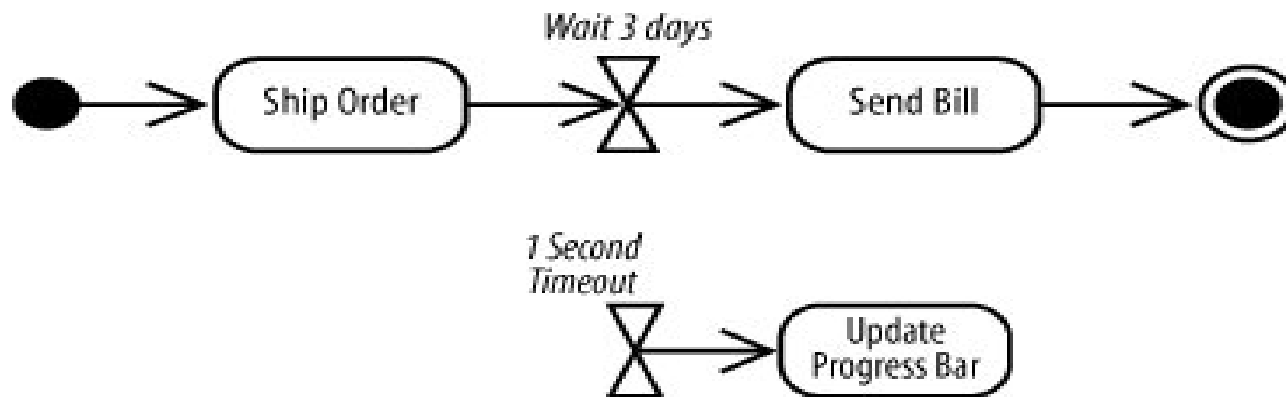 Wait 3 days
Ship Order
Send Bill
1 Second
Timeout
Update
Progress Bar